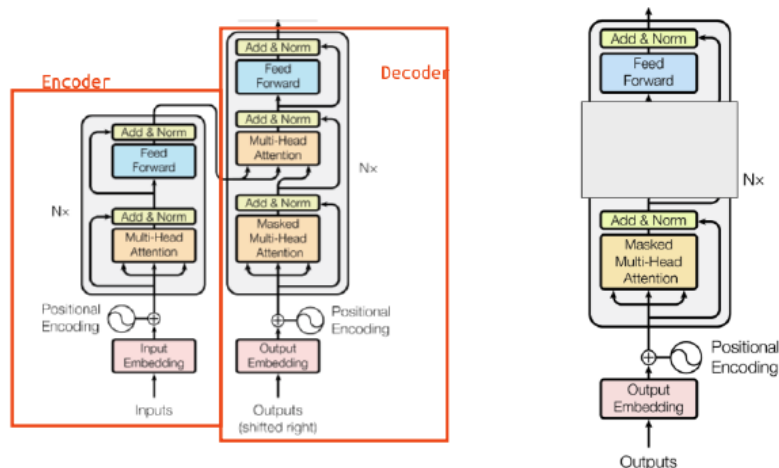 Encoder
Decoder
Add & Norm
Feed
Forward
Add & Norm
Multi-Head
Attention
Nx
Positional
Encoding
Input
Embedding
Inputs
Add & Norm
Feed
Forward
Add & Norm
Multi-Head
Attention
Nx
Add & Norm
Masked
Multi-Head
Attention
Positional
Encoding
Output
Embedding
Outputs
(shifted right)
Add & Norm
Feed
Forward
Nx
Add & Norm
Masked
Multi-Head
Attention
Positional
Encoding
Output
Embedding
Outputs